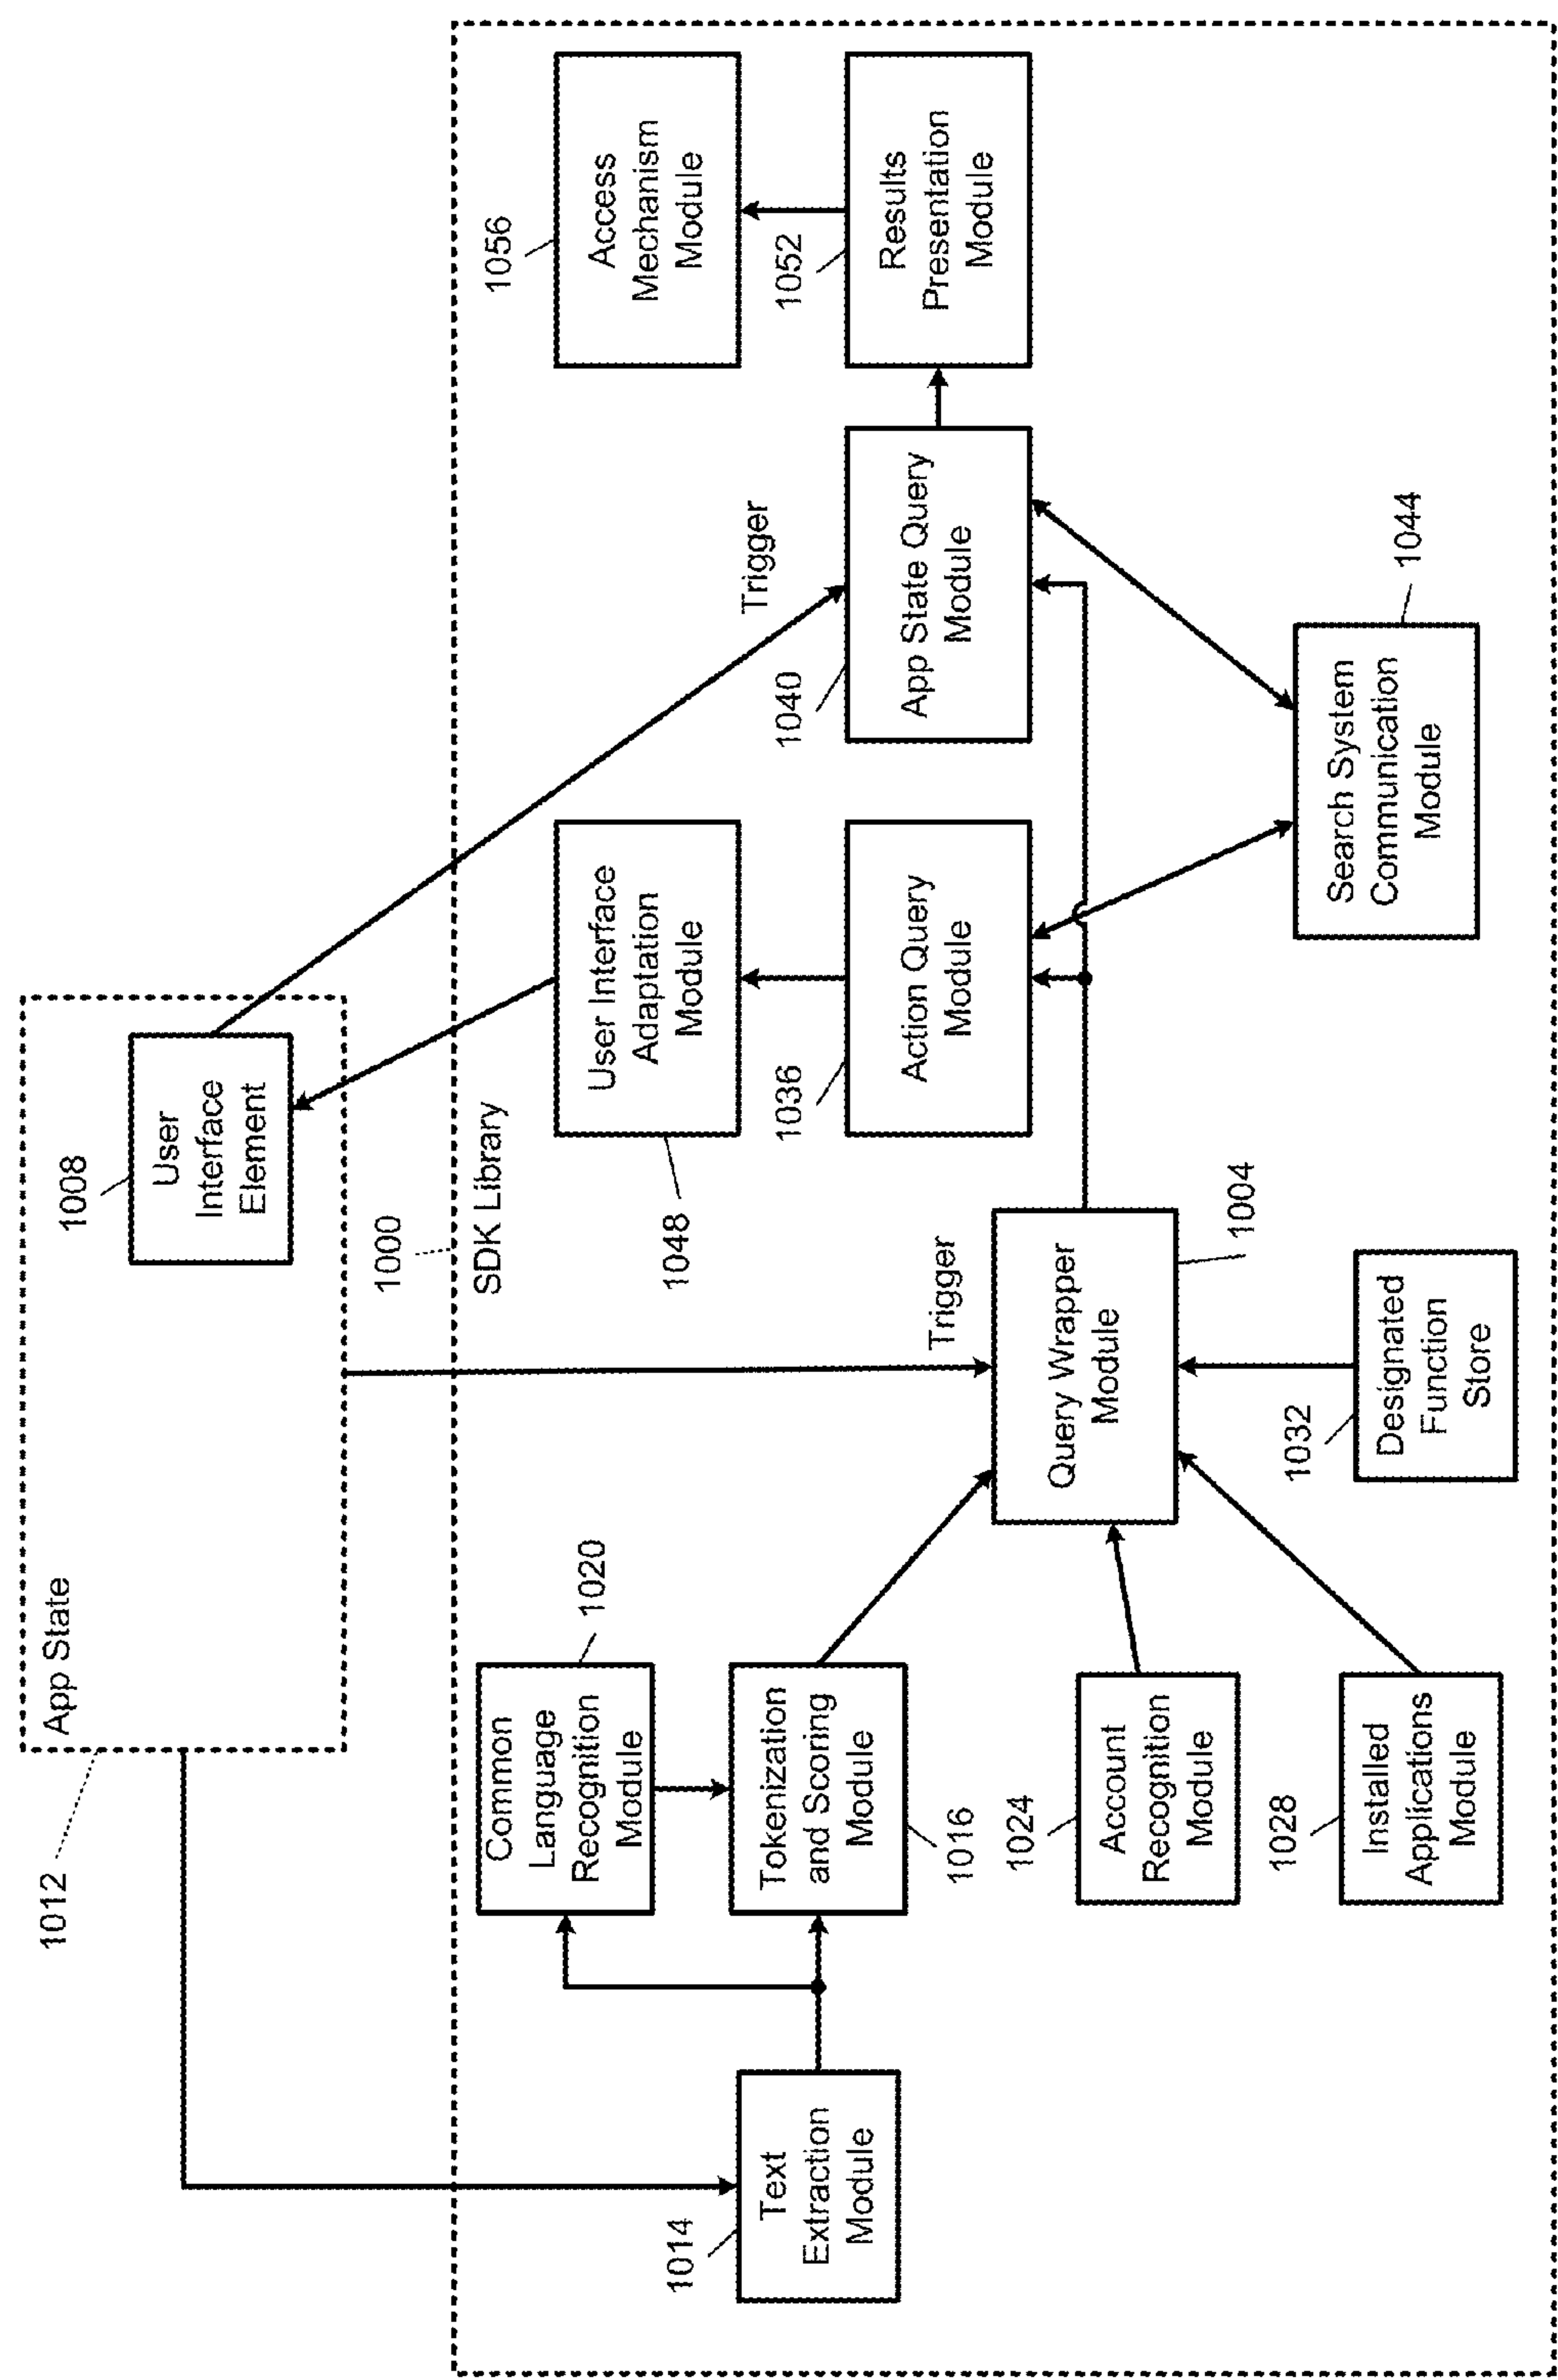 1012
App State
1008
User
Interface
Element
1000
SDK Library
1014
Text
Extraction
Module
Common
Language
Recognition
Module
1020
Tokenization
and Scoring
Module
1016
1024
Account
Recognition
Module
1028
Installed
Applications
Module
Trigger
Query Wrapper
Module
1004
1032
Designated
Function
Store
User Interface
Adaptation
Module
1048
1036
Action Query
Module
Trigger
1040
App State Query
Module
Search System
Communication
Module
1044
1056
Access
Mechanism
Module
1052
Results
Presentation
Module